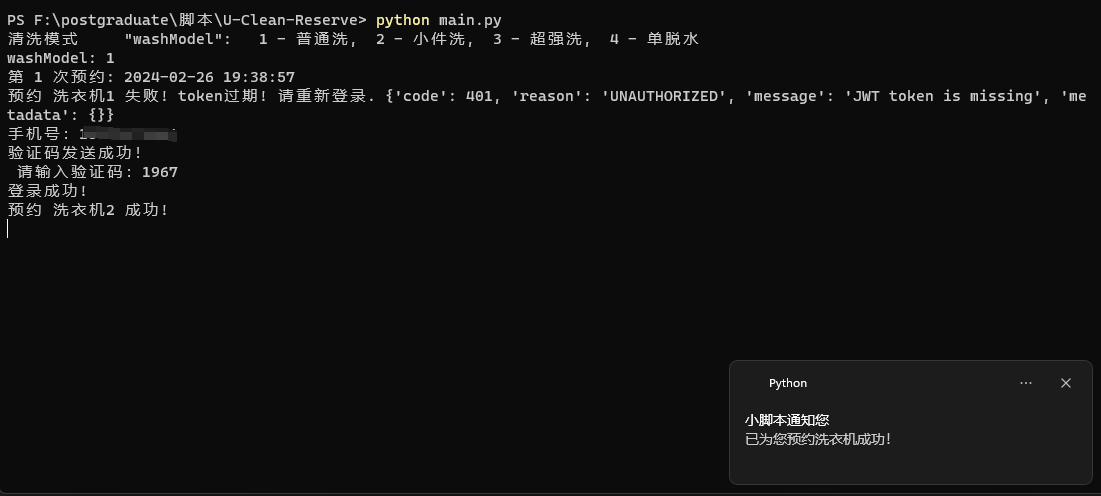 PS F:\postgraduate\脚本\U-Clean-Reserve> python main.py
清洗模式     "washModel":   1 - 普通洗,  2 - 小件洗,  3 - 超强洗,  4 - 单脱水
washModel: 1
第 1 次预约: 2024-02-26 19:38:57
预约 洗衣机1 失败! token过期! 请重新登录. {'code': 401, 'reason': 'UNAUTHORIZED', 'message': 'JWT token is missing', 'me
tadata': {}}
手机号:
验证码发送成功!
 请输入验证码: 1967
登录成功!
预约 洗衣机2 成功!
Python
小脚本通知您
已为您预约洗衣机成功!